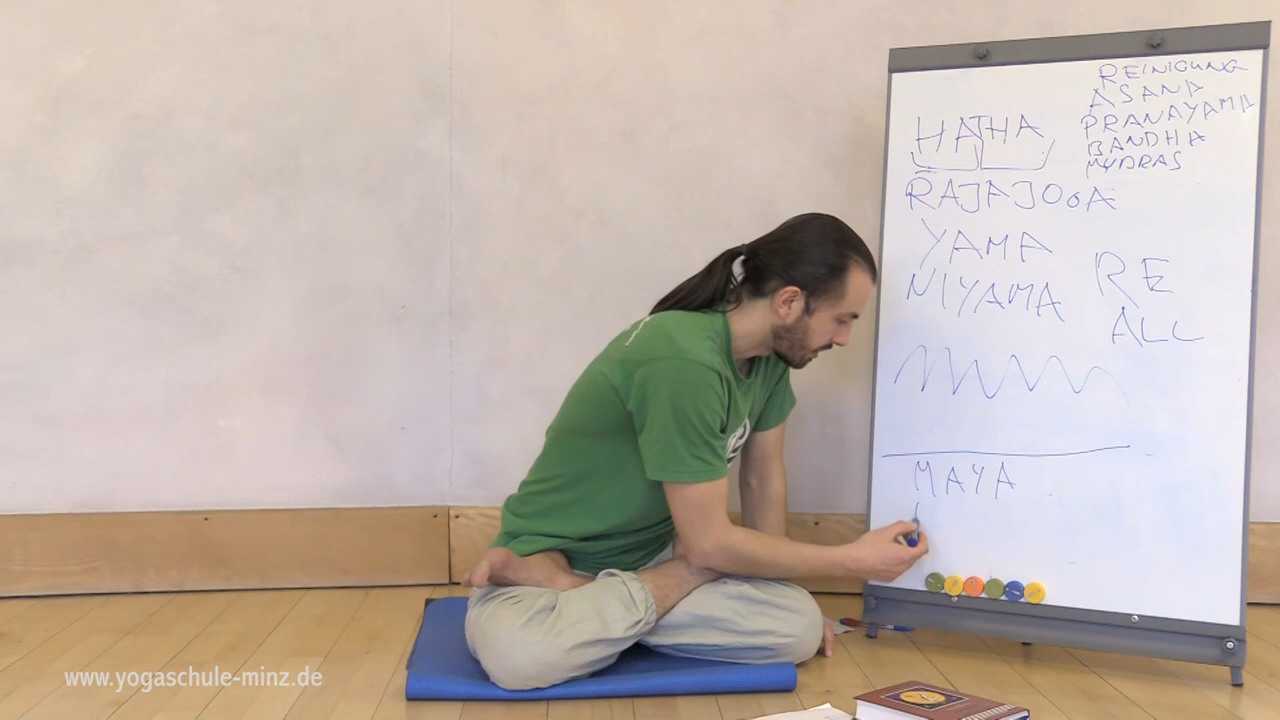 REINIGUNG
ASANA
PRANAYAMA
BANDHA
MUDRAS
HATHA
RAJAJOGA
YAMA
NIYAMA
RE
ALL
MAYA
www.yogaschule-minz.de